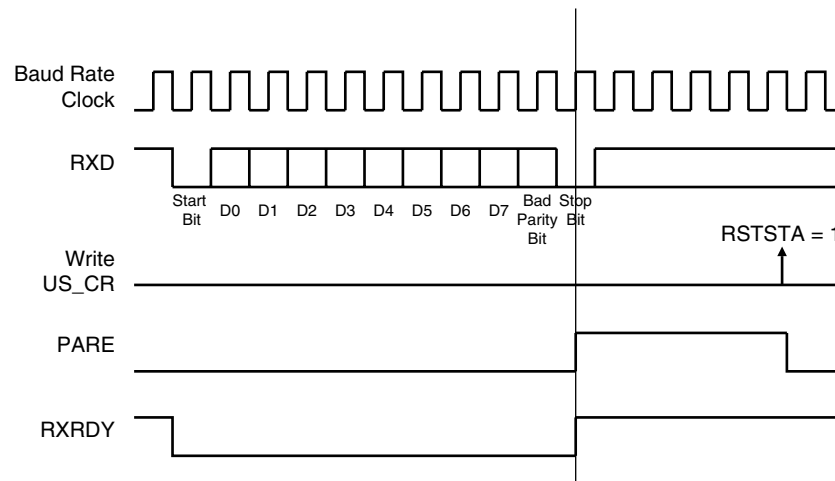 Baud Rate
Clock
RXD
Start
Bit
D0 D1 D2 D3 D4 D5 D6 D7
Bad
Parity
Bit
Stop
Bit
RSTSTA = 1
Write
US_CR
PARE
RXRDY